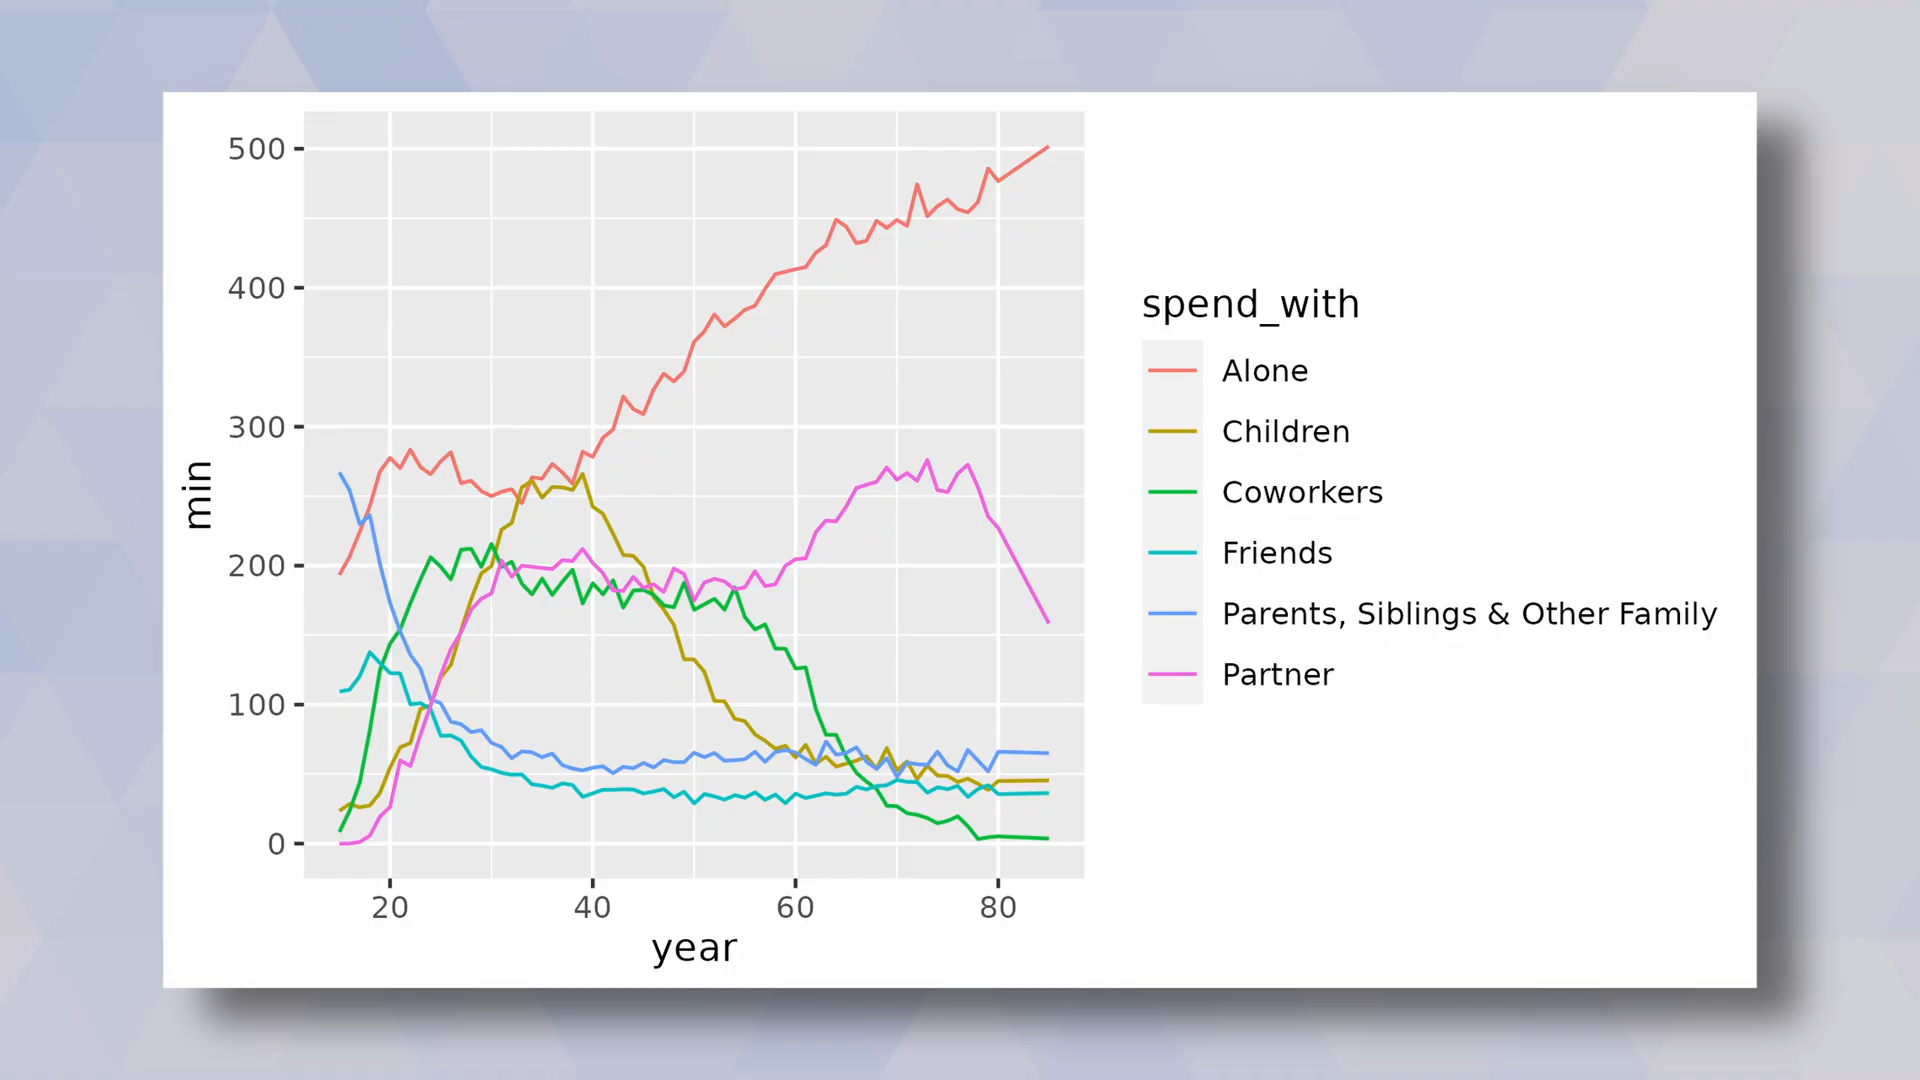 500
400
300
200
100
0
min
20 40 60 80
year
spend_with
Alone
Children
Coworkers
Friends
Parents, Siblings & Other Family
Partner